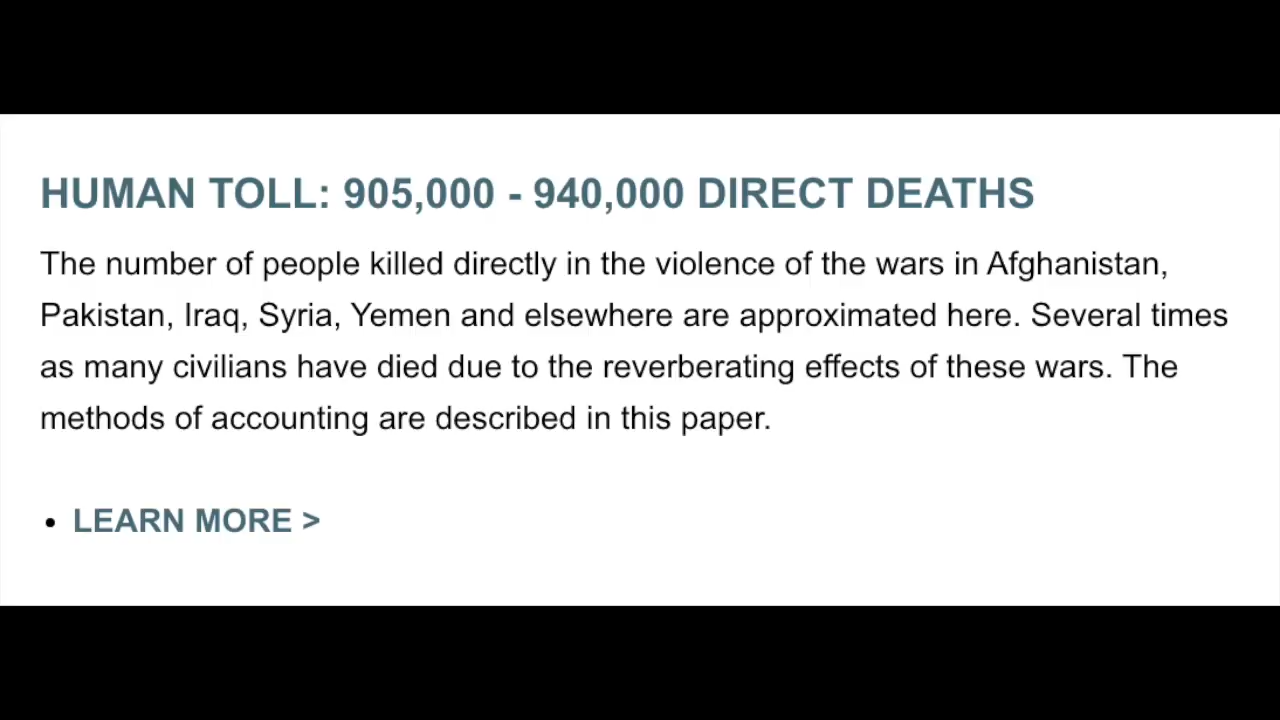 HUMAN TOLL: 905,000 - 940,000 DIRECT DEATHS
The number of people killed directly in the violence of the wars in Afghanistan,
Pakistan, Iraq, Syria, Yemen and elsewhere are approximated here. Several times
as many civilians have died due to the reverberating effects of these wars. The
methods of accounting are described in this paper.
• LEARN MORE >